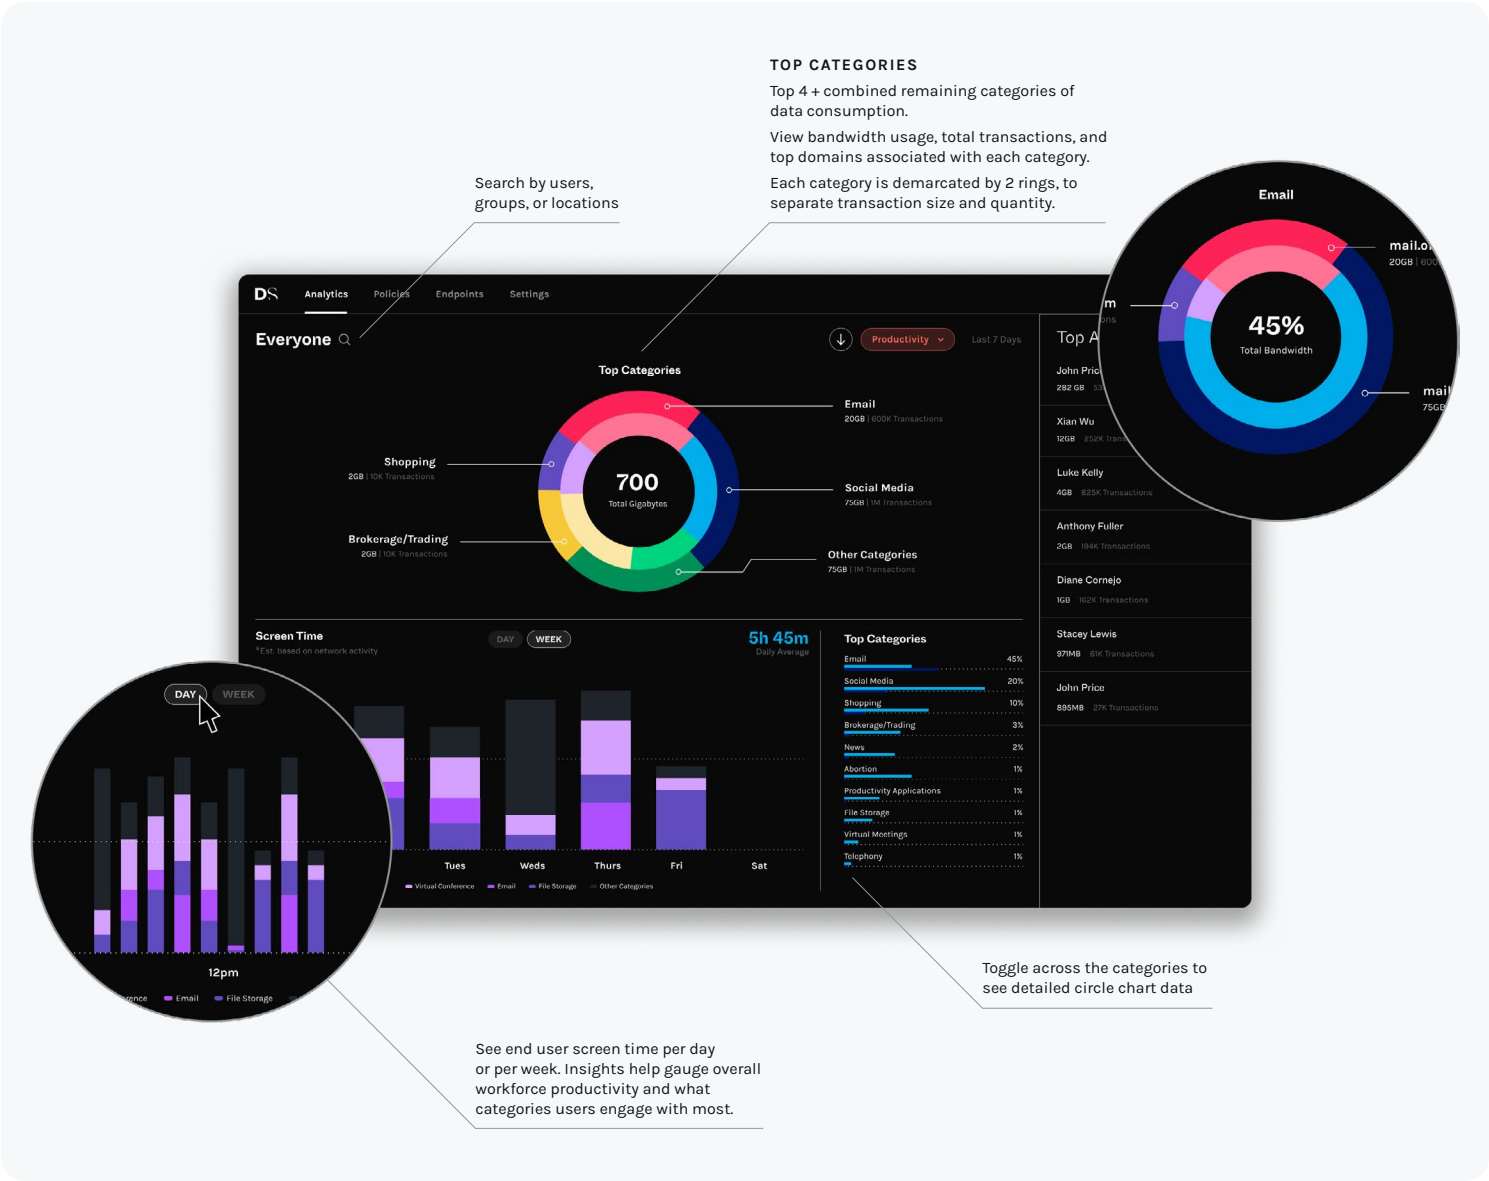 TOP CATEGORIES
Top 4 + combined remaining categories of
data consumption.
View bandwidth usage, total transactions, and
top domains associated with each category.
Each category is demarcated by 2 rings, to
separate transaction size and quantity.
Search by users,
groups, or locations
Email
mail.o
20GB | 600
m
ons
45%
Total Bandwidth
mail
75GB
DS
Analytics
Policies
Endpoints
Settings
Everyone
Productivity
Last 7 Days
Top Categories
Email
20GB | 600K Transactions
Shopping
2GB | 10K Transactions
700
Total Gigabytes
Social Media
75GB | 1M Transactions
Brokerage/Trading
2GB | 10K Transactions
Other Categories
75GB | 1M Transactions
Top A
John Pric
282 GB 53
Xian Wu
12GB 252K Trans
Luke Kelly
4GB 825K Transactions
Anthony Fuller
2GB 194K Transactions
Diane Cornejo
1GB 162K Transactions
Stacey Lewis
971MB 61K Transactions
John Price
895MB 27K Transactions
Screen Time
*Est. based on network activity
DAY
WEEK
5h 45m
Daily Average
Tues
Weds
Thurs
Fri
Sat
Virtual Conference
Email
File Storage
Other Categories
Top Categories
Email 45%
Social Media 20%
Shopping 10%
Brokerage/Trading 3%
News 2%
Abortion 1%
Productivity Applications 1%
File Storage 1%
Virtual Meetings 1%
Telephony 1%
DAY
WEEK
12pm
rence
Email
File Storage
Toggle across the categories to
see detailed circle chart data
See end user screen time per day
or per week. Insights help gauge overall
workforce productivity and what
categories users engage with most.